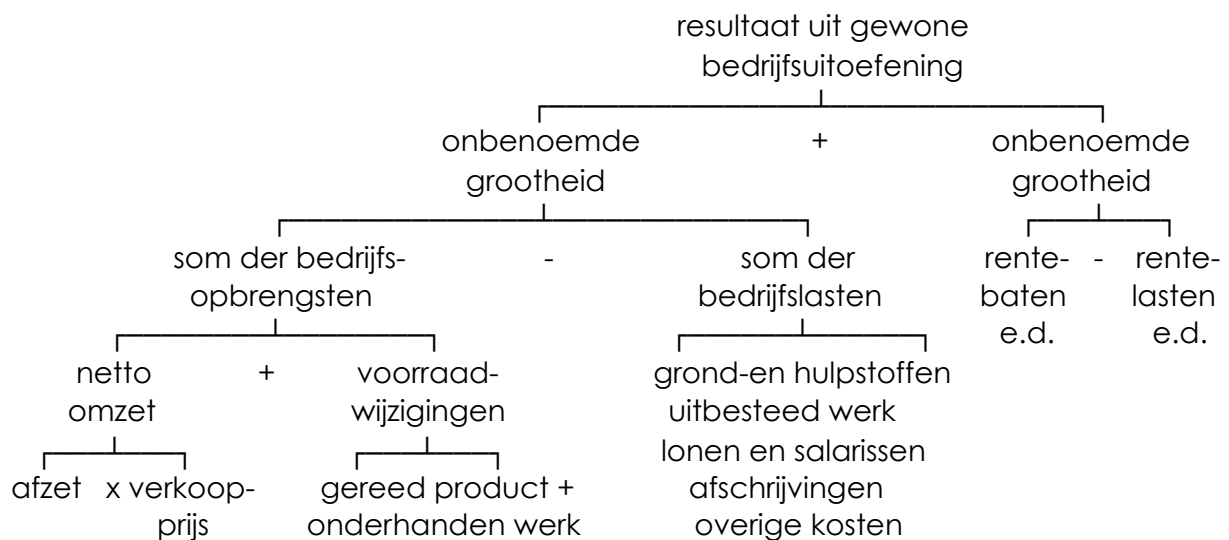 resultaat uit gewone
bedrijfsuitoefening
onbenoemde + onbenoemde
grootheid grootheid
som der bedrijfs- - som der rente- - rente-
opbrengsten bedrijfslasten baten lasten
e.d. e.d.
netto + voorraad- grond-en hulpstoffen
omzet wijzigingen uitbesteed werk
lonen en salarissen
afzet x verkoop- gereed product + afschrijvingen
prijs onderhanden werk overige kosten